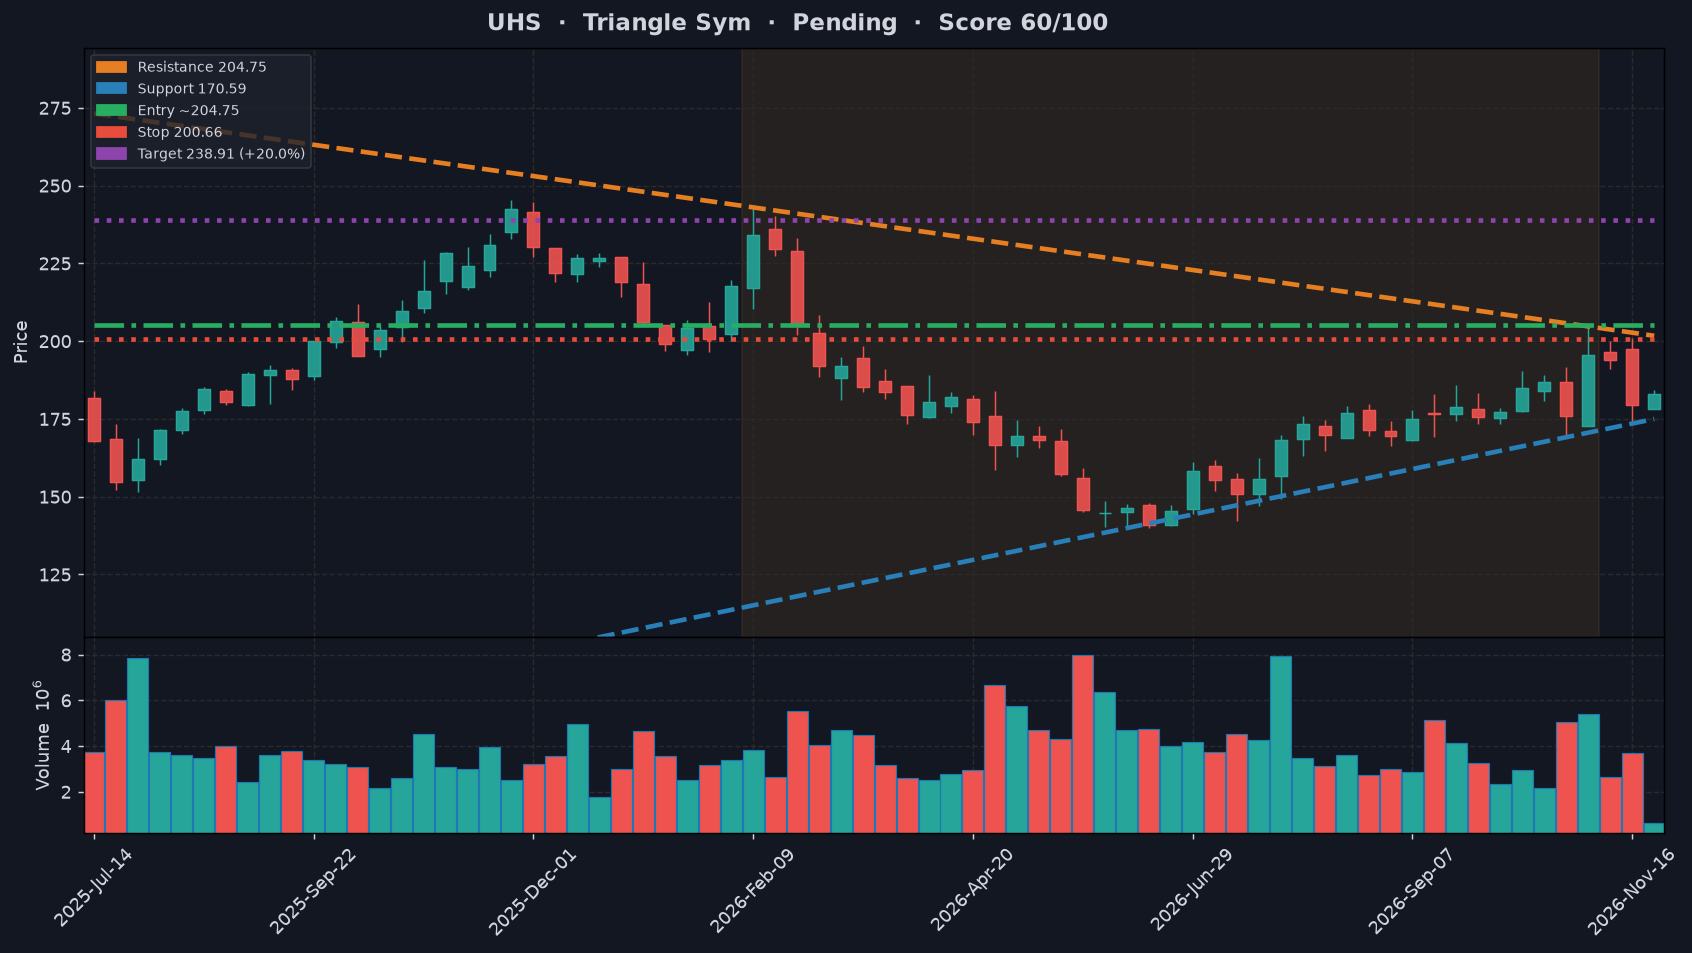 UHS · Triangle Sym · Pending · Score 60/100
Resistance 204.75
Support 170.59
Entry ~204.75
Stop 200.66
Target 238.91 (+20.0%)
275
250
225
200
175
150
125
Price
8
6
4
2
Volume 10⁶
2025-Jul-14
2025-Sep-22
2025-Dec-01
2026-Feb-09
2026-Apr-20
2026-Jun-29
2026-Sep-07
2026-Nov-16